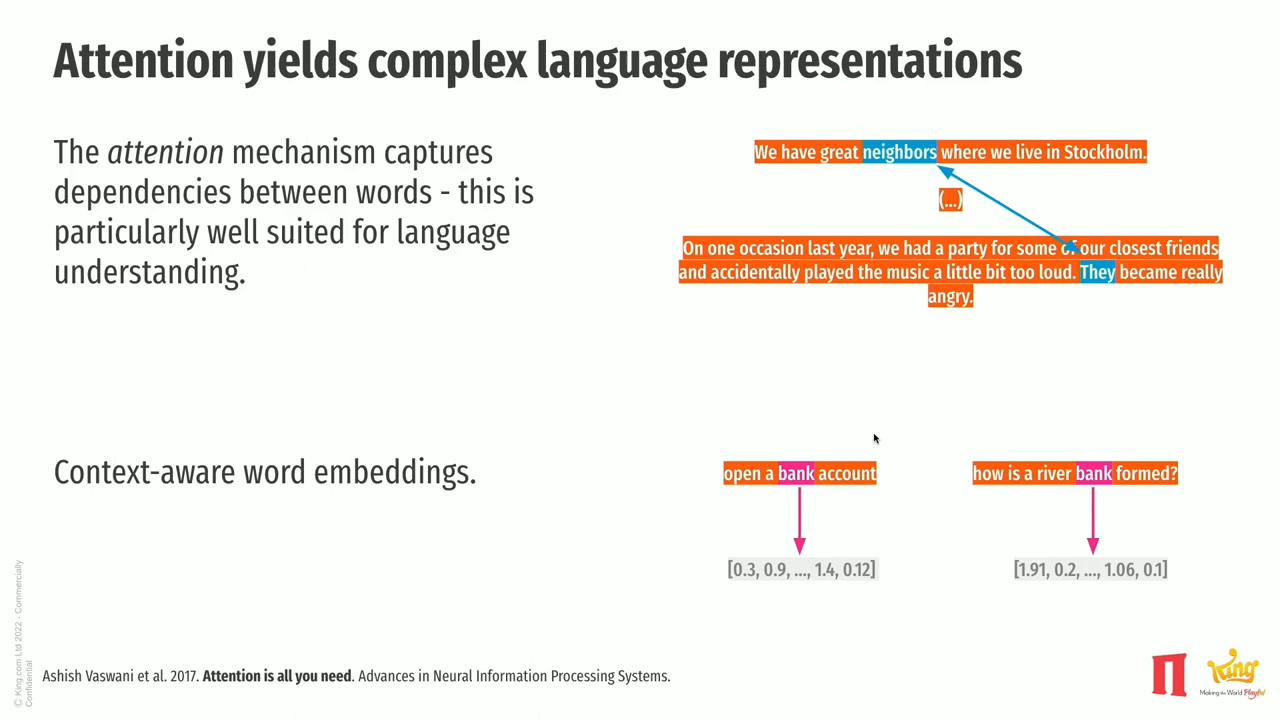 Attention yields complex language representations
The attention mechanism captures
dependencies between words - this is
particularly well suited for language
understanding.
We have great neighbors where we live in Stockholm.
(...)
On one occasion last year, we had a party for some of our closest friends
and accidentally played the music a little bit too loud. They became really
angry.
Context-aware word embeddings.
open a bank account
how is a river bank formed?
[0.3, 0.9, ..., 1.4, 0.12]
[1.91, 0.2, ..., 1.06, 0.1]
© King.com Ltd 2022 - Commercially
Confidential
Ashish Vaswani et al. 2017. Attention is all you need. Advances in Neural Information Processing Systems.
King
Making the World Playful